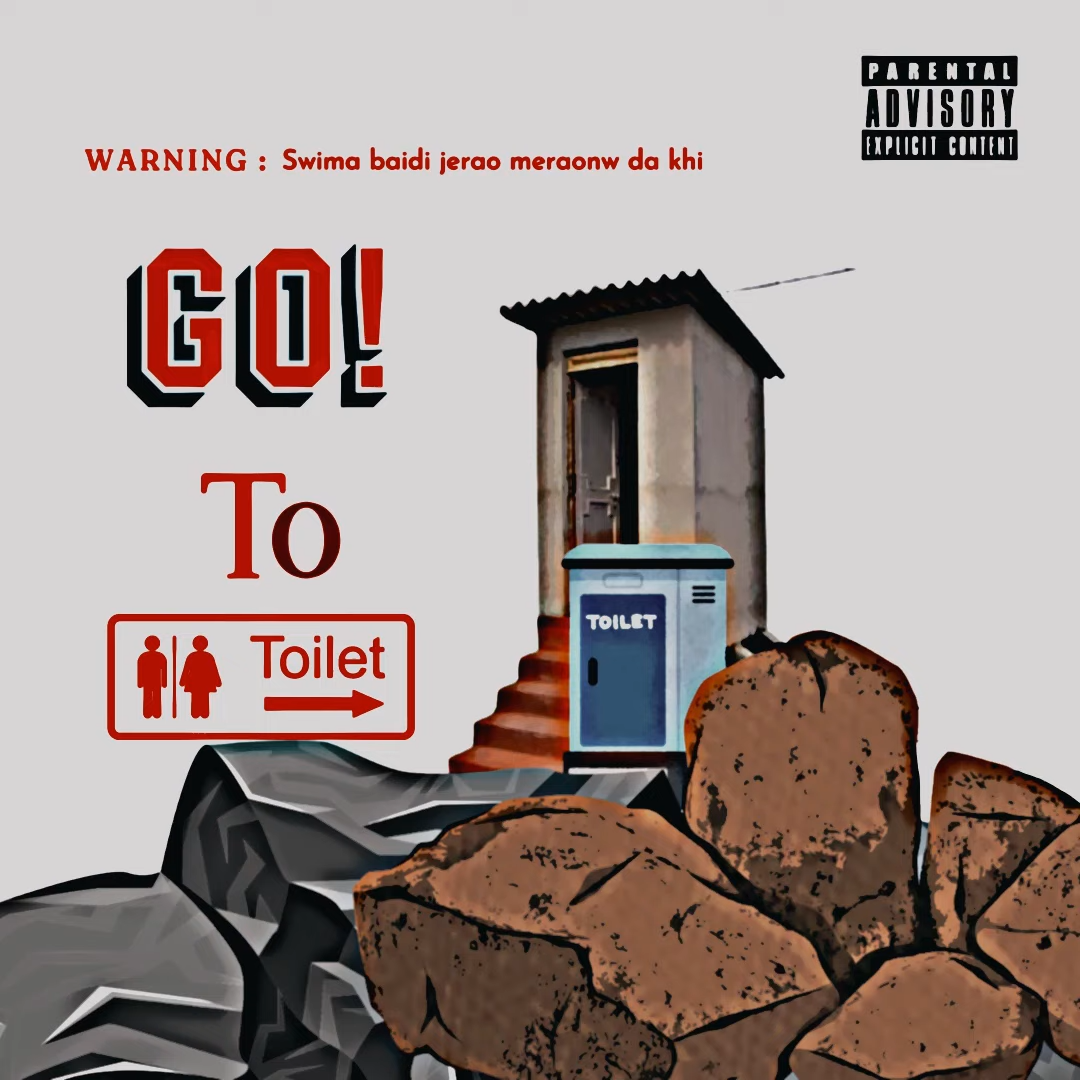 PARENTAL
ADVISORY
EXPLICIT CONTENT
WARNING : Swima baidi jerao meraonw da khi
GO!
To
Toilet
TOILET